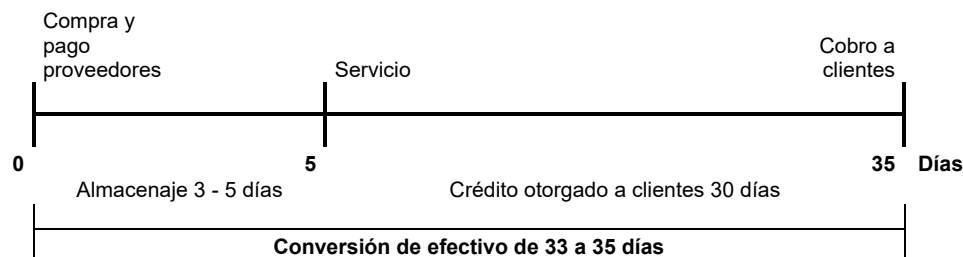 Compra y
pago
proveedores
Servicio
Cobro a
clientes
0
5
35 Días
Almacenaje 3 - 5 días
Crédito otorgado a clientes 30 días
Conversión de efectivo de 33 a 35 días